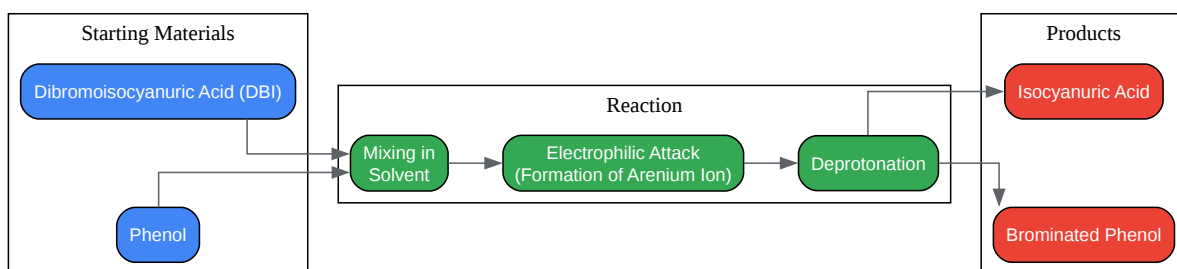 Starting Materials
Dibromoisocyanuric Acid (DBI)
Phenol
Reaction
Mixing in
Solvent
Electrophilic Attack
(Formation of Arenium Ion)
Deprotonation
Products
Isocyanuric Acid
Brominated Phenol